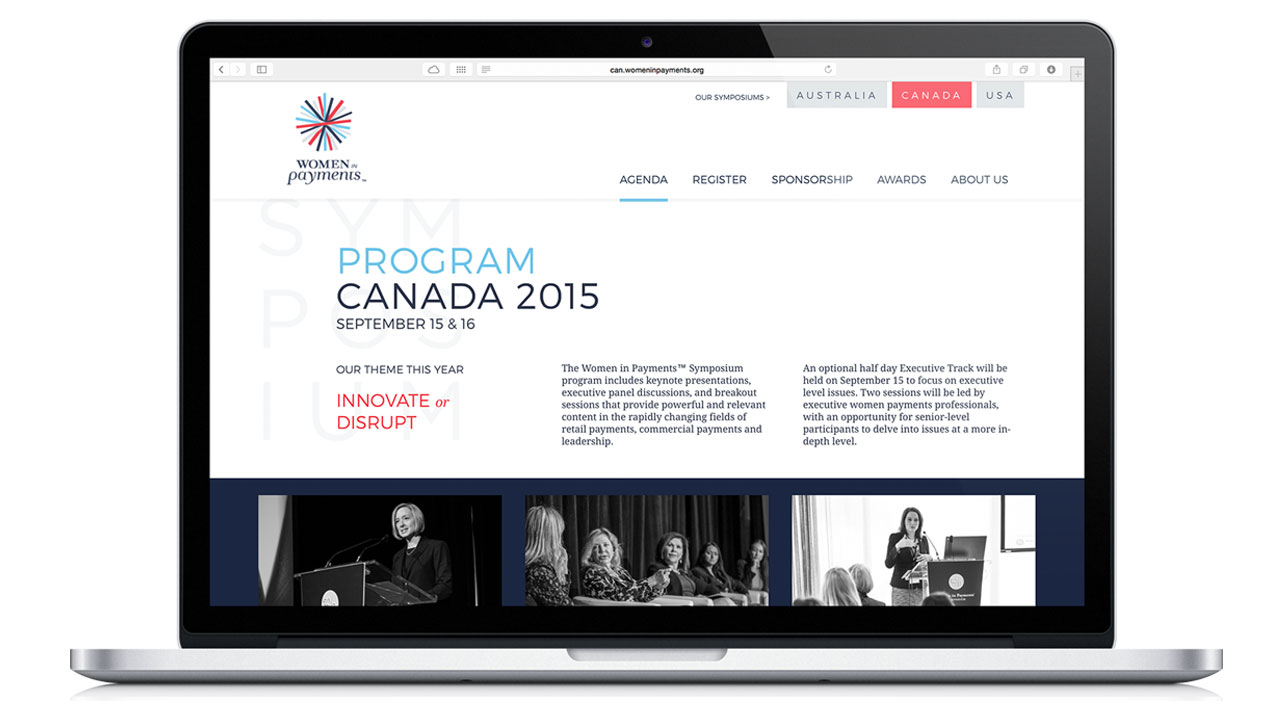 can.womeninpayments.org
OUR SYMPOSIUMS >
AUSTRALIA
CANADA
USA
WOMEN IN
payments™
AGENDA
REGISTER
SPONSORSHIP
AWARDS
ABOUT US
SYM
POS
IUM
PROGRAM
CANADA 2015
SEPTEMBER 15 & 16
OUR THEME THIS YEAR
INNOVATE or
DISRUPT
The Women in Payments™ Symposium
program includes keynote presentations,
executive panel discussions, and breakout
sessions that provide powerful and relevant
content in the rapidly changing fields of
retail payments, commercial payments and
leadership.
An optional half day Executive Track will be
held on September 15 to focus on executive
level issues. Two sessions will be led by
executive women payments professionals,
with an opportunity for senior-level
participants to delve into issues at a more in-
depth level.